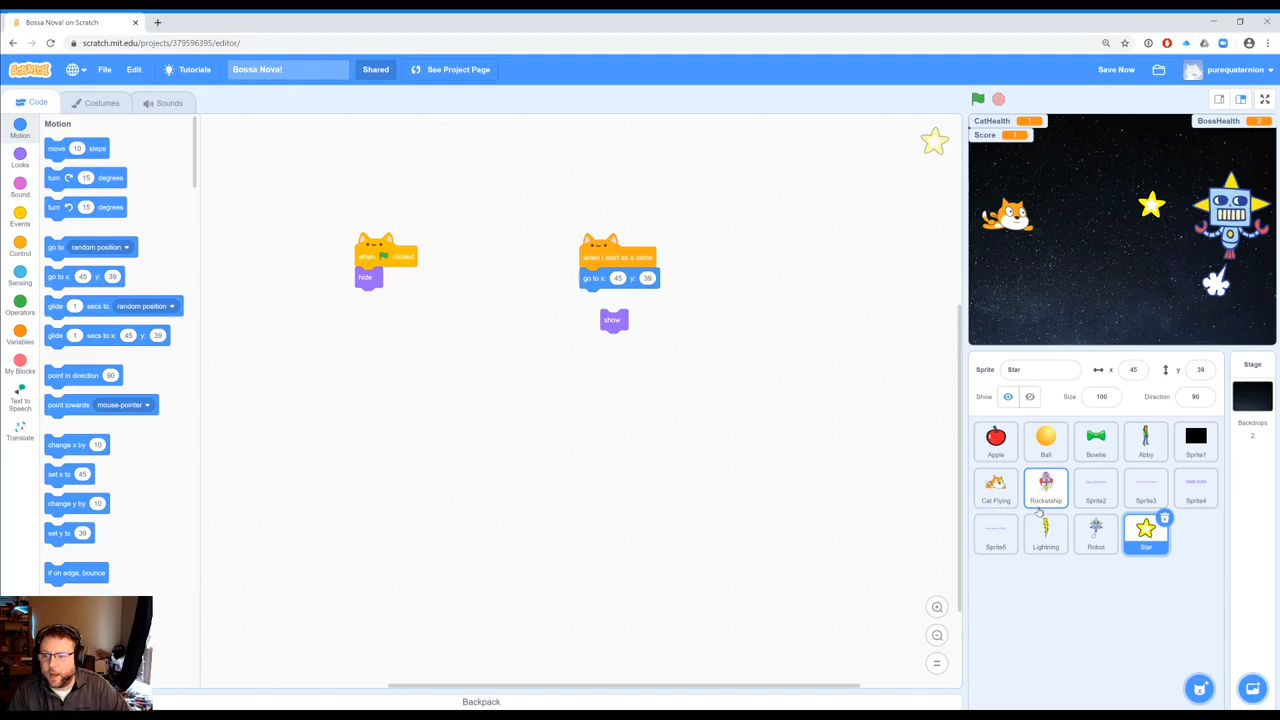 Bossa Nova! on Scratch
scratch.mit.edu/projects/379596395/editor/
File Edit Tutorials Bossa Nova! Shared See Project Page Save Now purequaternion
Code Costumes Sounds
Motion
Looks
Sound
Events
Control
Sensing
Operators
Variables
My Blocks
Text to
Speech
Translate
Motion
move 10 steps
turn 15 degrees
turn 15 degrees
go to random position
go to x: 45 y: 39
glide 1 secs to random position
glide 1 secs to x: 45 y: 39
point in direction 90
point towards mouse-pointer
change x by 10
set x to 45
change y by 10
set y to 39
if on edge, bounce
when clicked
hide
when I start as a clone
go to x: 45 y: 39
show
Backpack
CatHealth 1
Score 1
BossHealth 2
Sprite Star x 45 y 39
Show Size 100 Direction 90
Apple Ball Bowtie Abby Sprite1
Cat Flying Rocketship Sprite2 Sprite3 Sprite4
GAME OVER
Sprite5 Lightning Robot Star
Stage
Backdrops
2